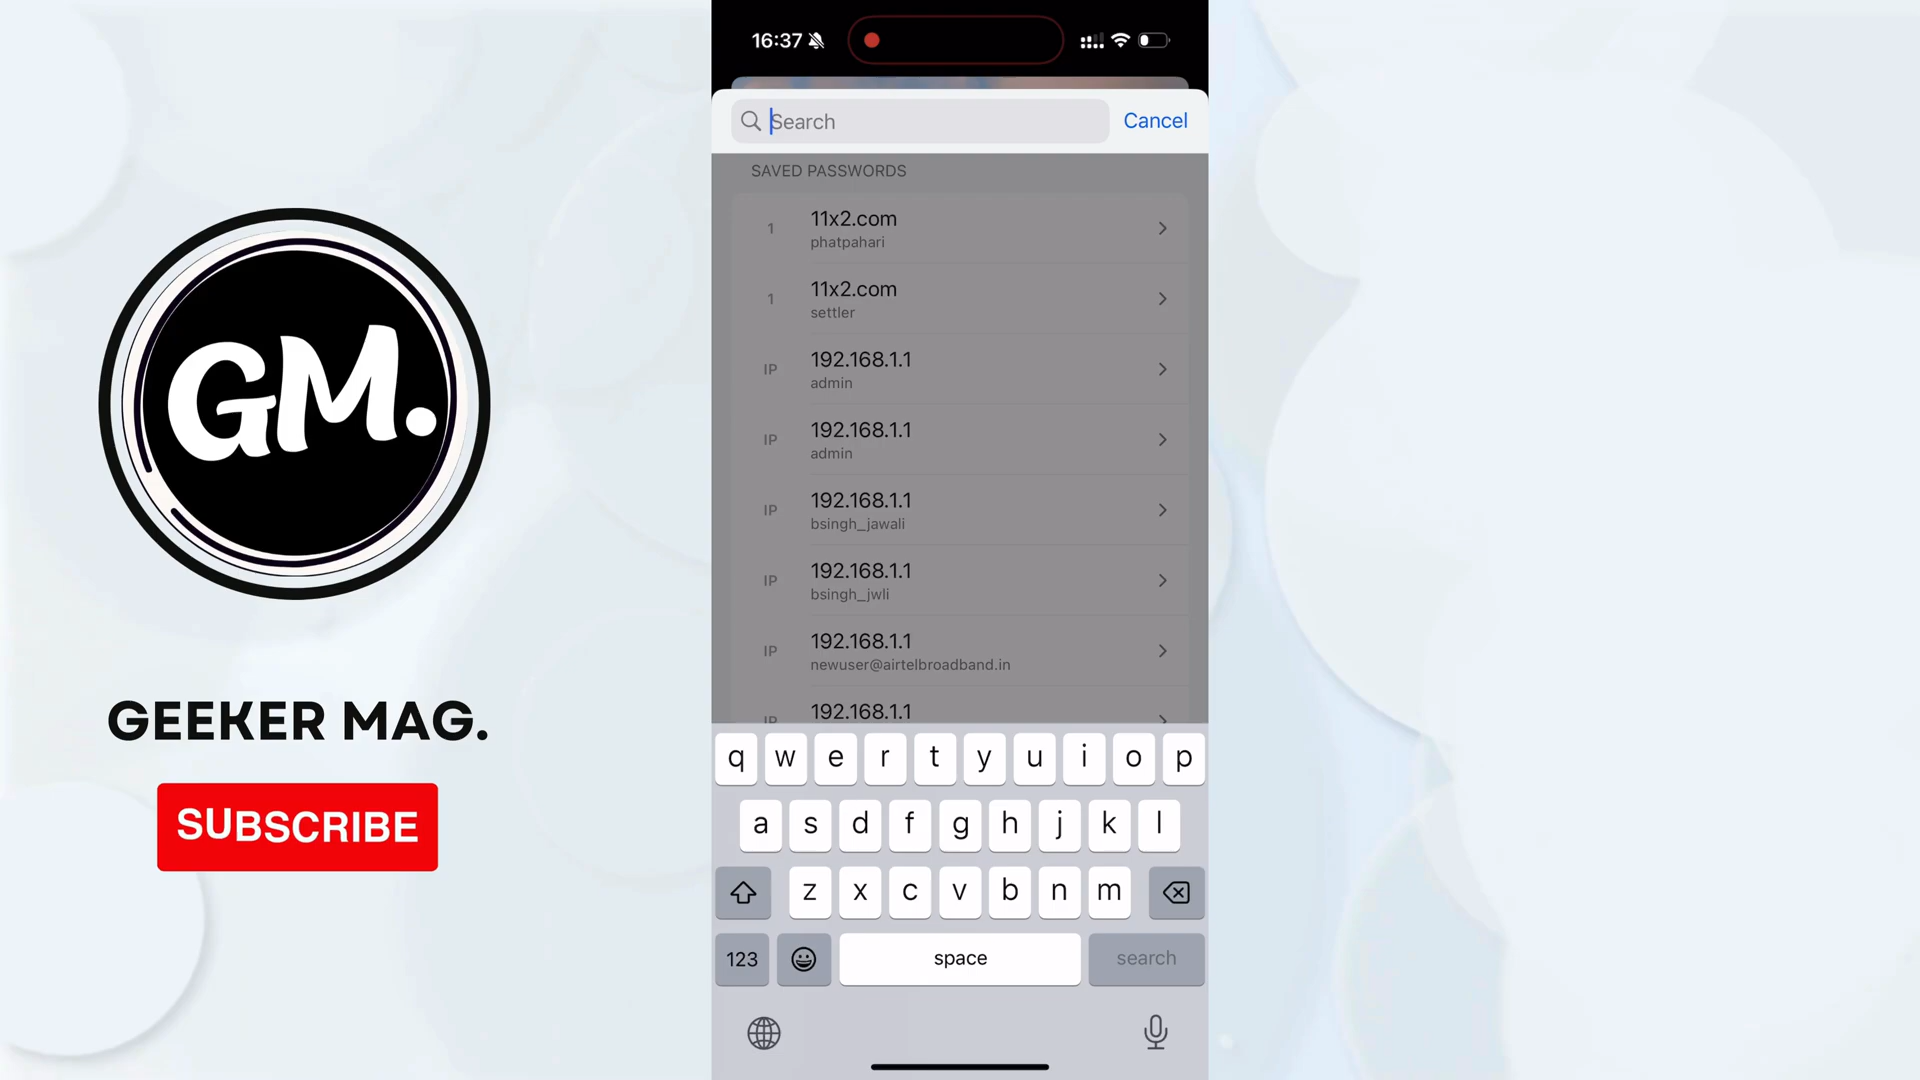 16:37
Search
Cancel
SAVED PASSWORDS
1
11x2.com
phatpahari
1
11x2.com
settler
IP
192.168.1.1
admin
IP
192.168.1.1
admin
IP
192.168.1.1
bsingh_jawali
IP
192.168.1.1
bsingh_jwli
IP
192.168.1.1
newuser@airtelbroadband.in
IP
192.168.1.1
q w e r t y u i o p
a s d f g h j k l
z x c v b n m
123
space
search
GM.
GEEKER MAG.
SUBSCRIBE